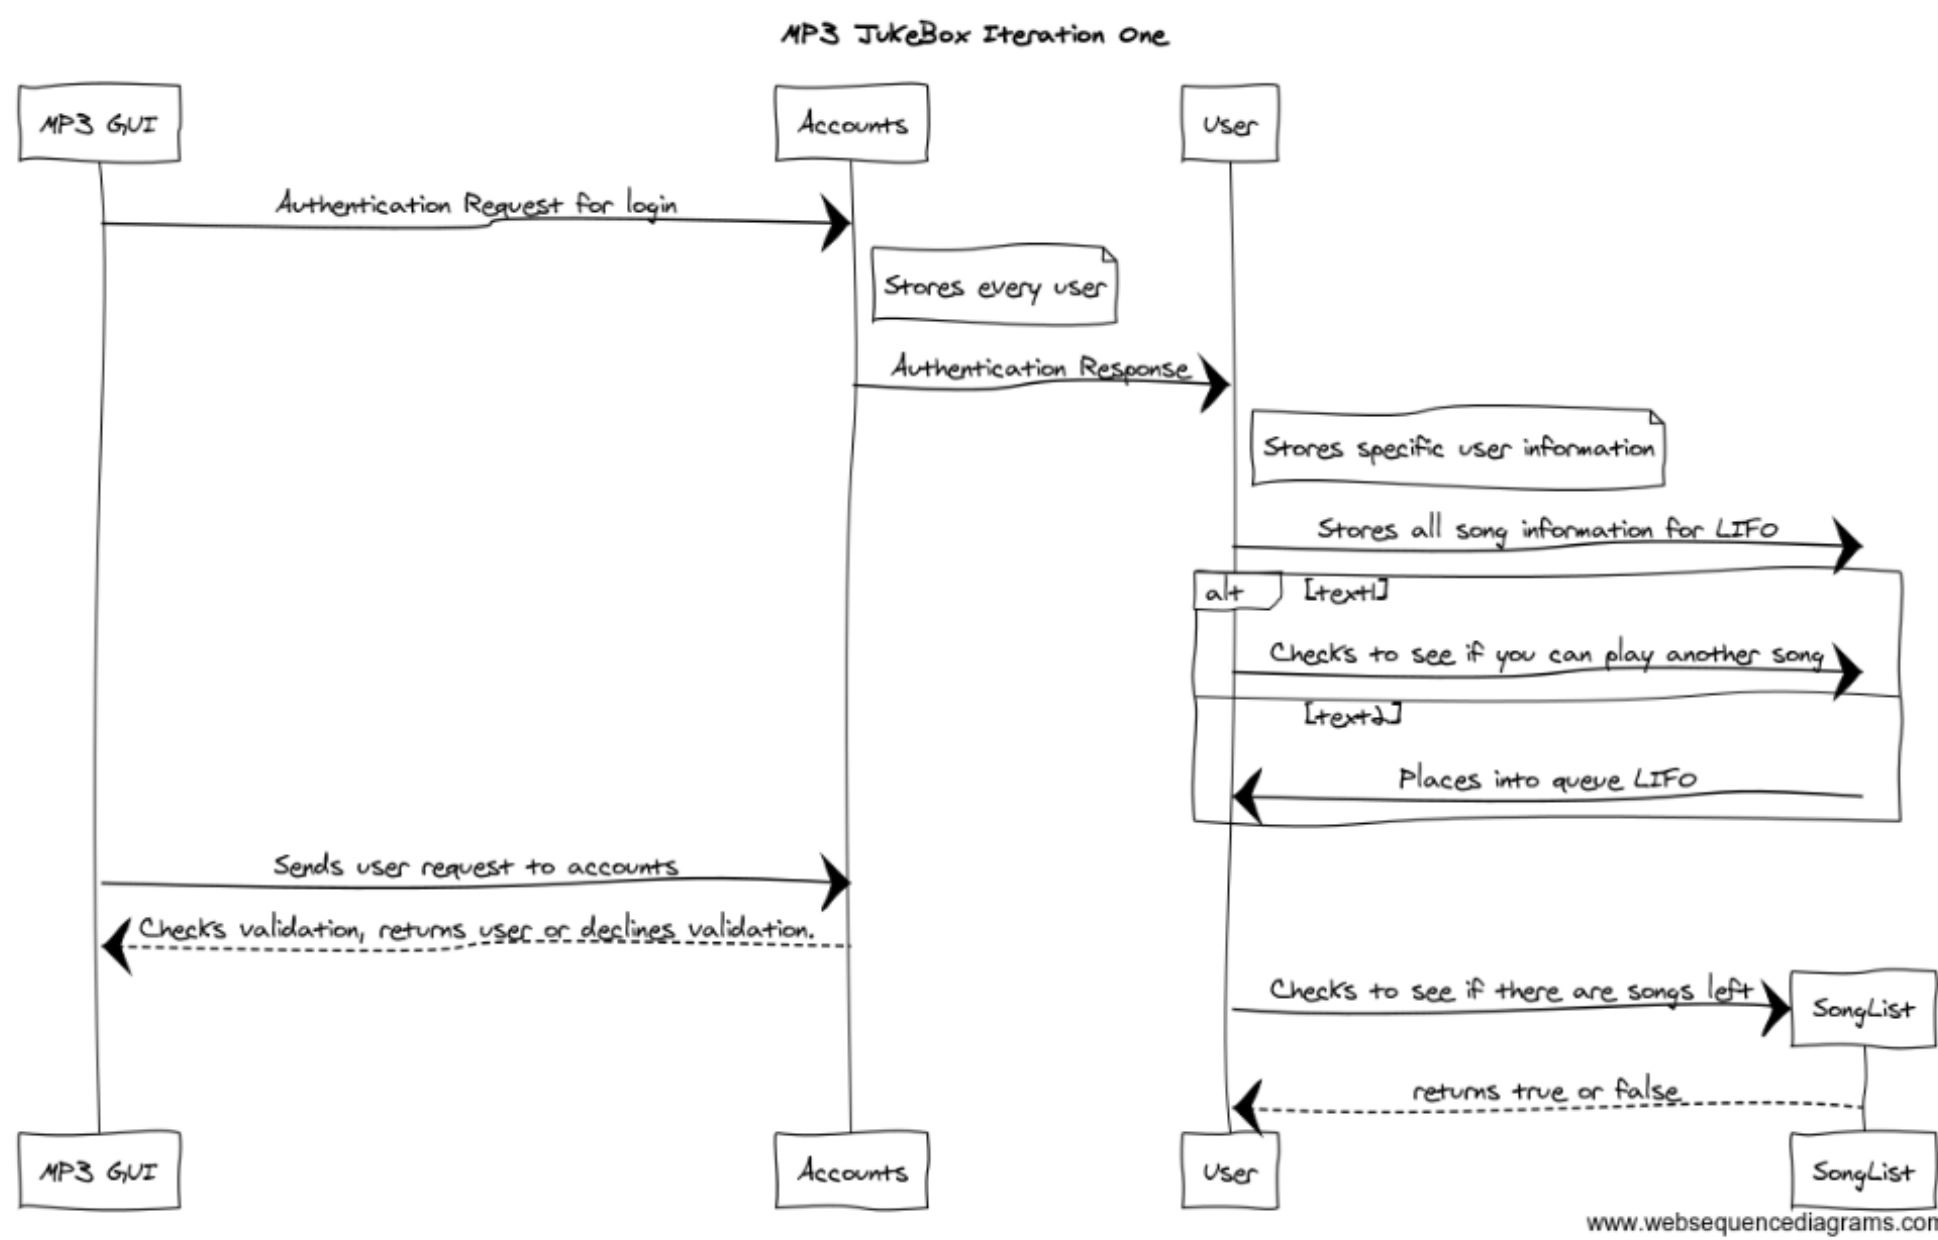 MP3 JukeBox Iteration One
MP3 GUI
Accounts
User
Authentication Request for login
Stores every user
Authentication Response
Stores specific user information
Stores all song information for LIFO
alt
[text1]
Checks to see if you can play another song
[text2]
Places into queue LIFO
Sends user request to accounts
Checks validation, returns user or declines validation.
Checks to see if there are songs left
SongList
returns true or false
MP3 GUI
Accounts
User
SongList
www.websequencediagrams.com